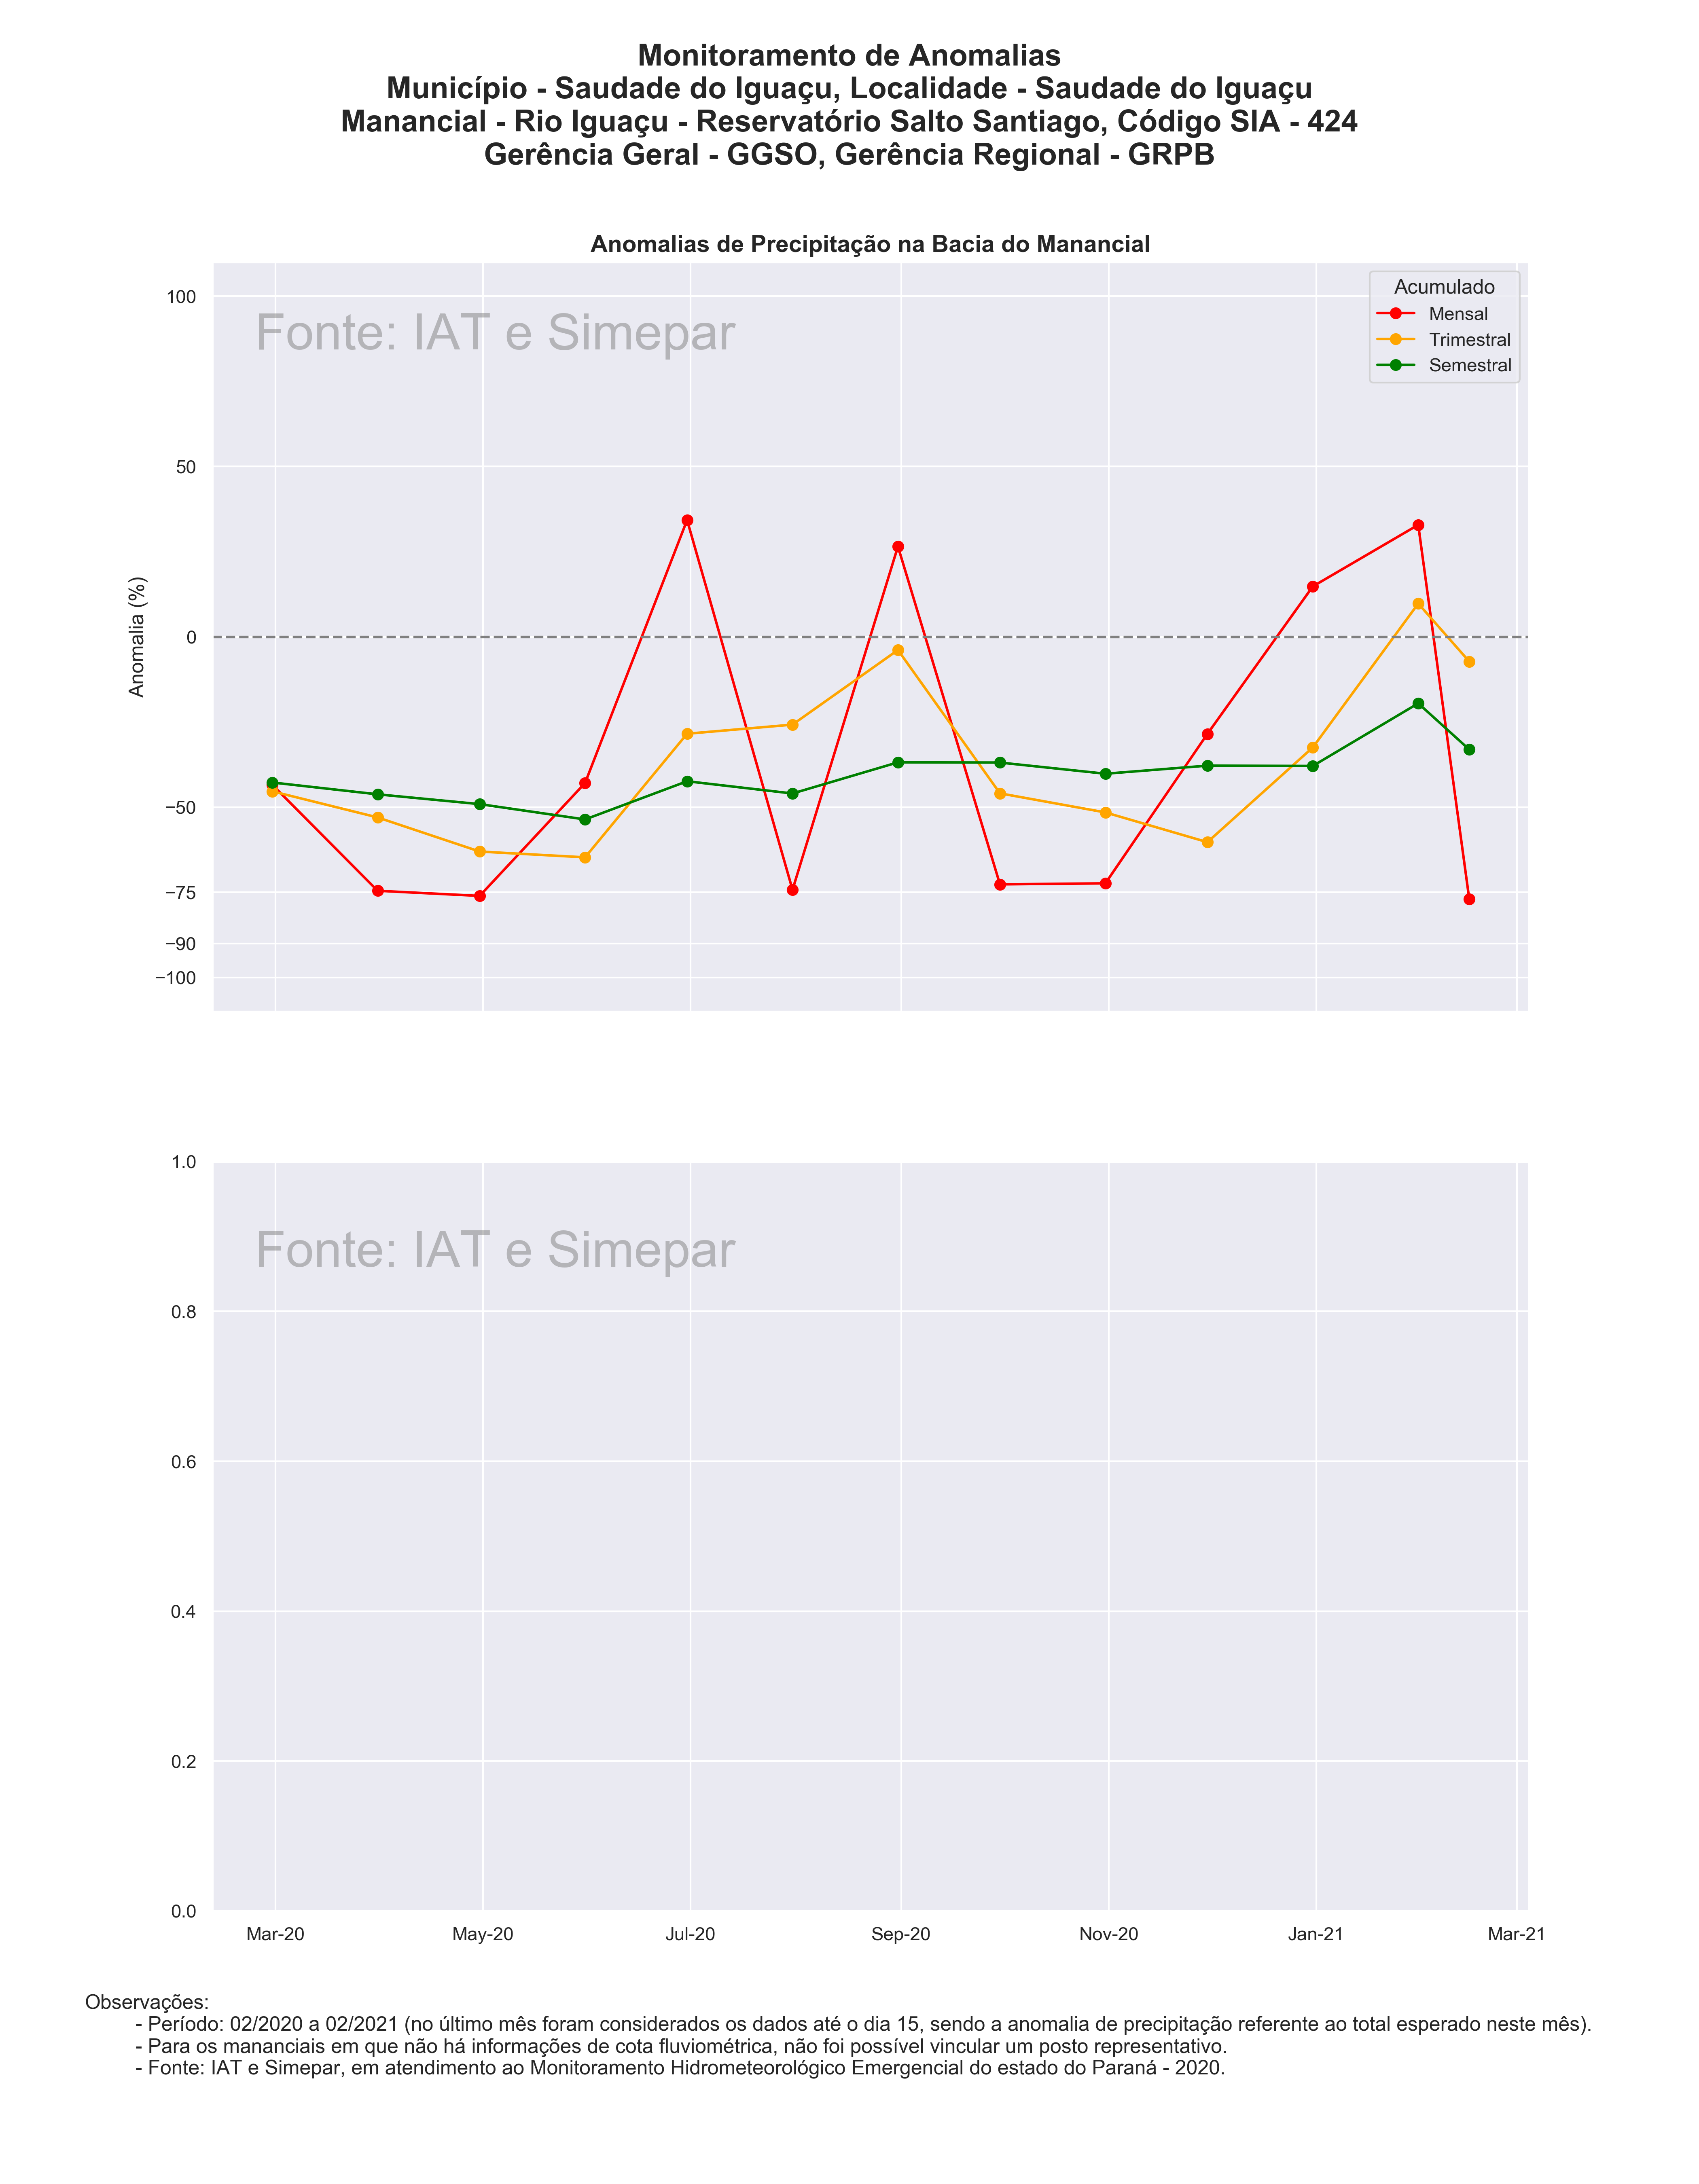 Monitoramento de Anomalias
Município - Saudade do Iguaçu, Localidade - Saudade do Iguaçu
Manancial - Rio Iguaçu - Reservatório Salto Santiago, Código SIA - 424
Gerência Geral - GGSO, Gerência Regional - GRPB
Anomalias de Precipitação na Bacia do Manancial
Fonte: IAT e Simepar
Acumulado
Mensal
Trimestral
Semestral
Anomalia (%)
100
50
0
−50
−75
−90
−100
Fonte: IAT e Simepar
1.0
0.8
0.6
0.4
0.2
0.0
Mar-20 May-20 Jul-20 Sep-20 Nov-20 Jan-21 Mar-21
Observações:
- Período: 02/2020 a 02/2021 (no último mês foram considerados os dados até o dia 15, sendo a anomalia de precipitação referente ao total esperado neste mês).
- Para os mananciais em que não há informações de cota fluviométrica, não foi possível vincular um posto representativo.
- Fonte: IAT e Simepar, em atendimento ao Monitoramento Hidrometeorológico Emergencial do estado do Paraná - 2020.